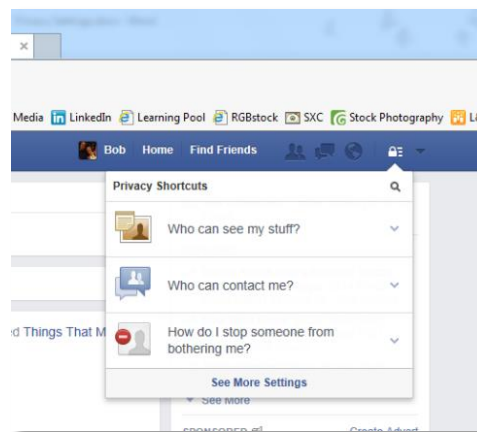 Media LinkedIn Learning Pool RGBstock SXC Stock Photography
Bob Home Find Friends
Privacy Shortcuts
Who can see my stuff?
Who can contact me?
d Things That M
How do I stop someone from
bothering me?
See More Settings
See More
SPONSORED Create Advert